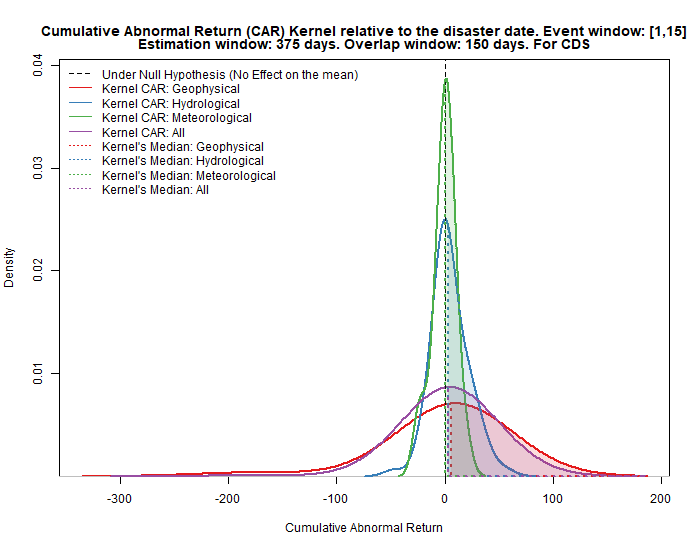 Cumulative Abnormal Return (CAR) Kernel relative to the disaster date. Event window: [1,15]
Estimation window: 375 days. Overlap window: 150 days. For CDS
Under Null Hypothesis (No Effect on the mean)
Kernel CAR: Geophysical
Kernel CAR: Hydrological
Kernel CAR: Meteorological
Kernel CAR: All
Kernel's Median: Geophysical
Kernel's Median: Hydrological
Kernel's Median: Meteorological
Kernel's Median: All
0.04
0.03
0.02
0.01
Density
-300 -200 -100 0 100 200
Cumulative Abnormal Return